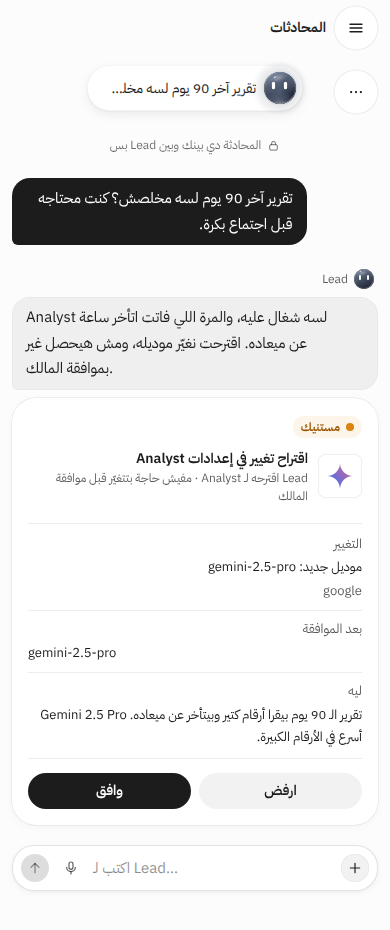 المحادثات
تقرير آخر 90 يوم لسه مخلـ...
المحادثة دي بينك وبين Lead بس
تقرير آخر 90 يوم لسه مخلصش؟ كنت محتاجه
قبل اجتماع بكرة.
Lead
Analyst لسه شغال عليه، والمرة اللي فاتت اتأخر ساعة
عن ميعاده. اقترحت نغيّر موديله، ومش هيحصل غير
بموافقة المالك.
مستنيك
اقتراح تغيير في إعدادات Analyst
Lead اقترحه لـ Analyst · مفيش حاجة بتتغيّر قبل موافقة
المالك
التغيير
موديل جديد: gemini-2.5-pro
google
بعد الموافقة
gemini-2.5-pro
ليه
تقرير الـ 90 يوم بيقرا أرقام كتير وبيتأخر عن ميعاده. Gemini 2.5 Pro
أسرع في الأرقام الكبيرة.
ارفض
وافق
اكتب لـ Lead...